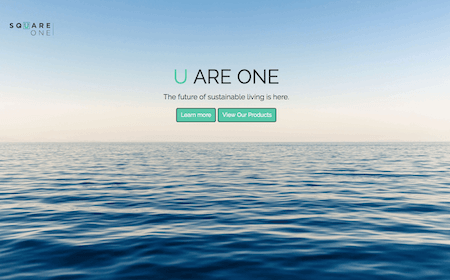 SQUARE
ONE
U ARE ONE
The future of sustainable living is here.
Learn more
View Our Products